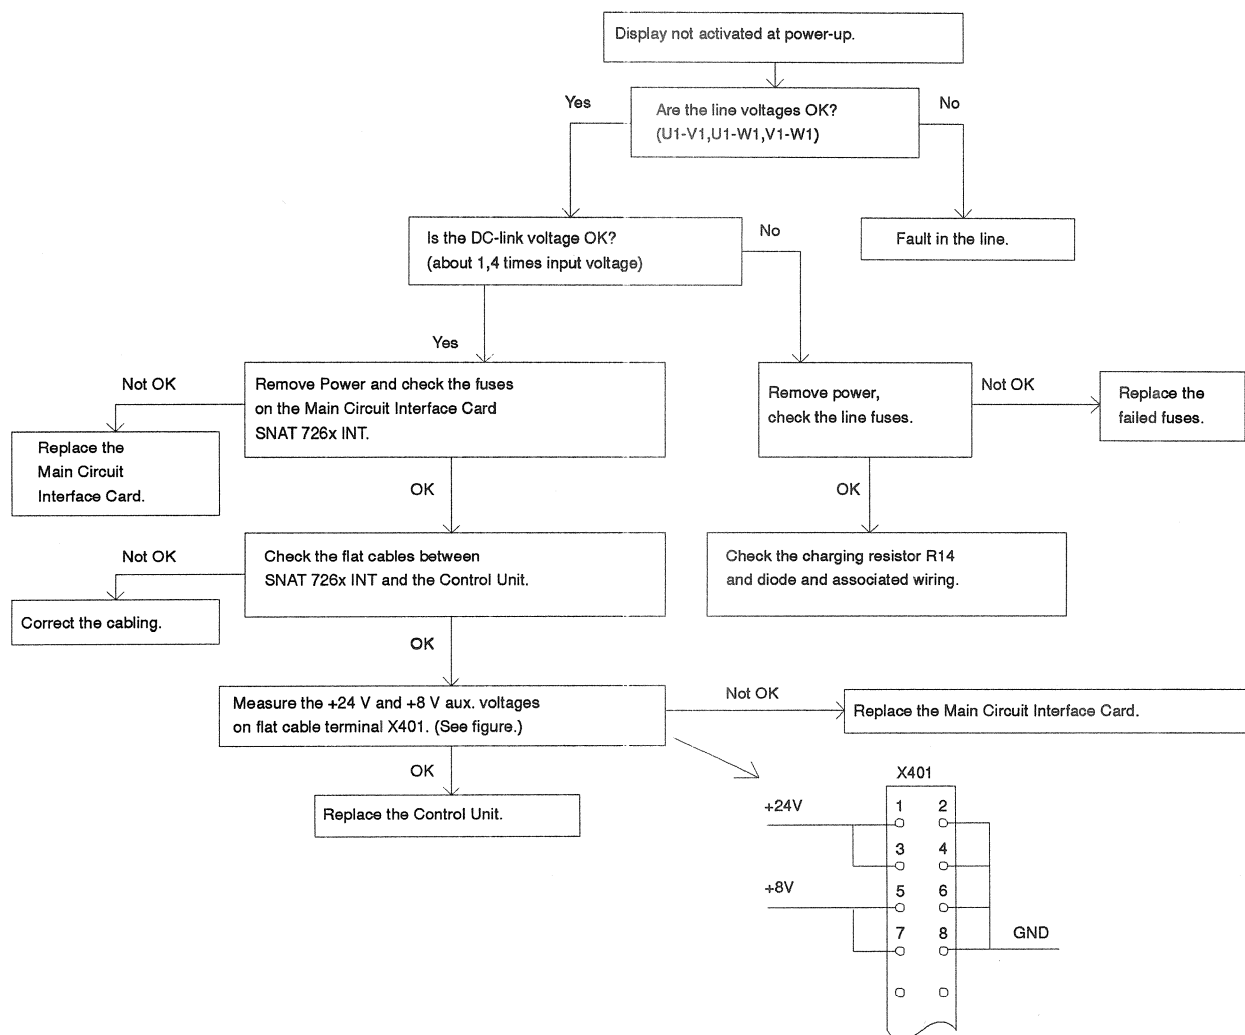 Display not activated at power-up.
Yes
Are the line voltages OK?
(U1-V1,U1-W1,V1-W1)
No
Is the DC-link voltage OK?
(about 1,4 times input voltage)
No
Fault in the line.
Yes
Not OK
Remove Power and check the fuses
on the Main Circuit Interface Card
SNAT 726x INT.
Remove power,
check the line fuses.
Not OK
Replace the
failed fuses.
Replace the
Main Circuit
Interface Card.
OK
OK
Not OK
Check the flat cables between
SNAT 726x INT and the Control Unit.
Check the charging resistor R14
and diode and associated wiring.
Correct the cabling.
OK
Measure the +24 V and +8 V aux. voltages
on flat cable terminal X401. (See figure.)
Not OK
Replace the Main Circuit Interface Card.
OK
Replace the Control Unit.
X401
+24V
1 2
3 4
+8V
5 6
7 8
GND